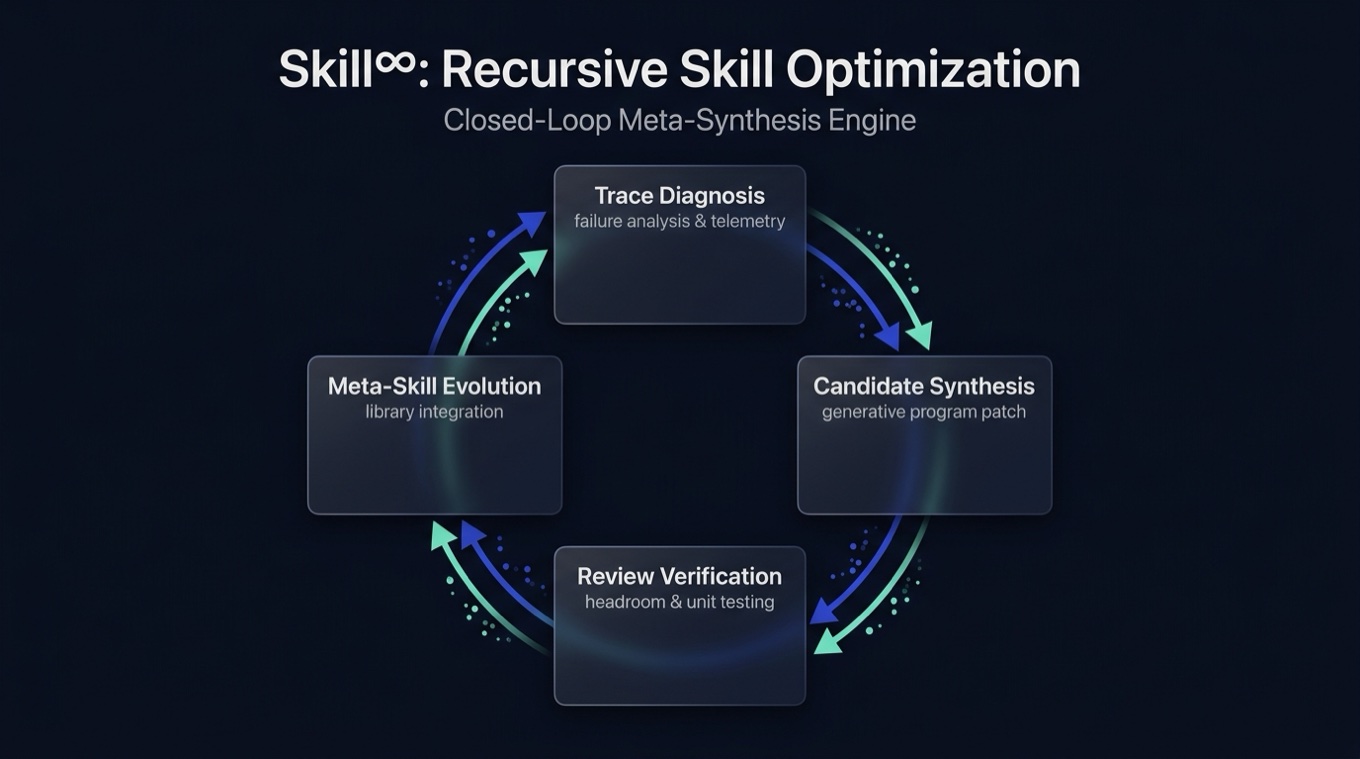 Skill∞: Recursive Skill Optimization
Closed-Loop Meta-Synthesis Engine
Trace Diagnosis
failure analysis & telemetry
Meta-Skill Evolution
library integration
Candidate Synthesis
generative program patch
Review Verification
headroom & unit testing